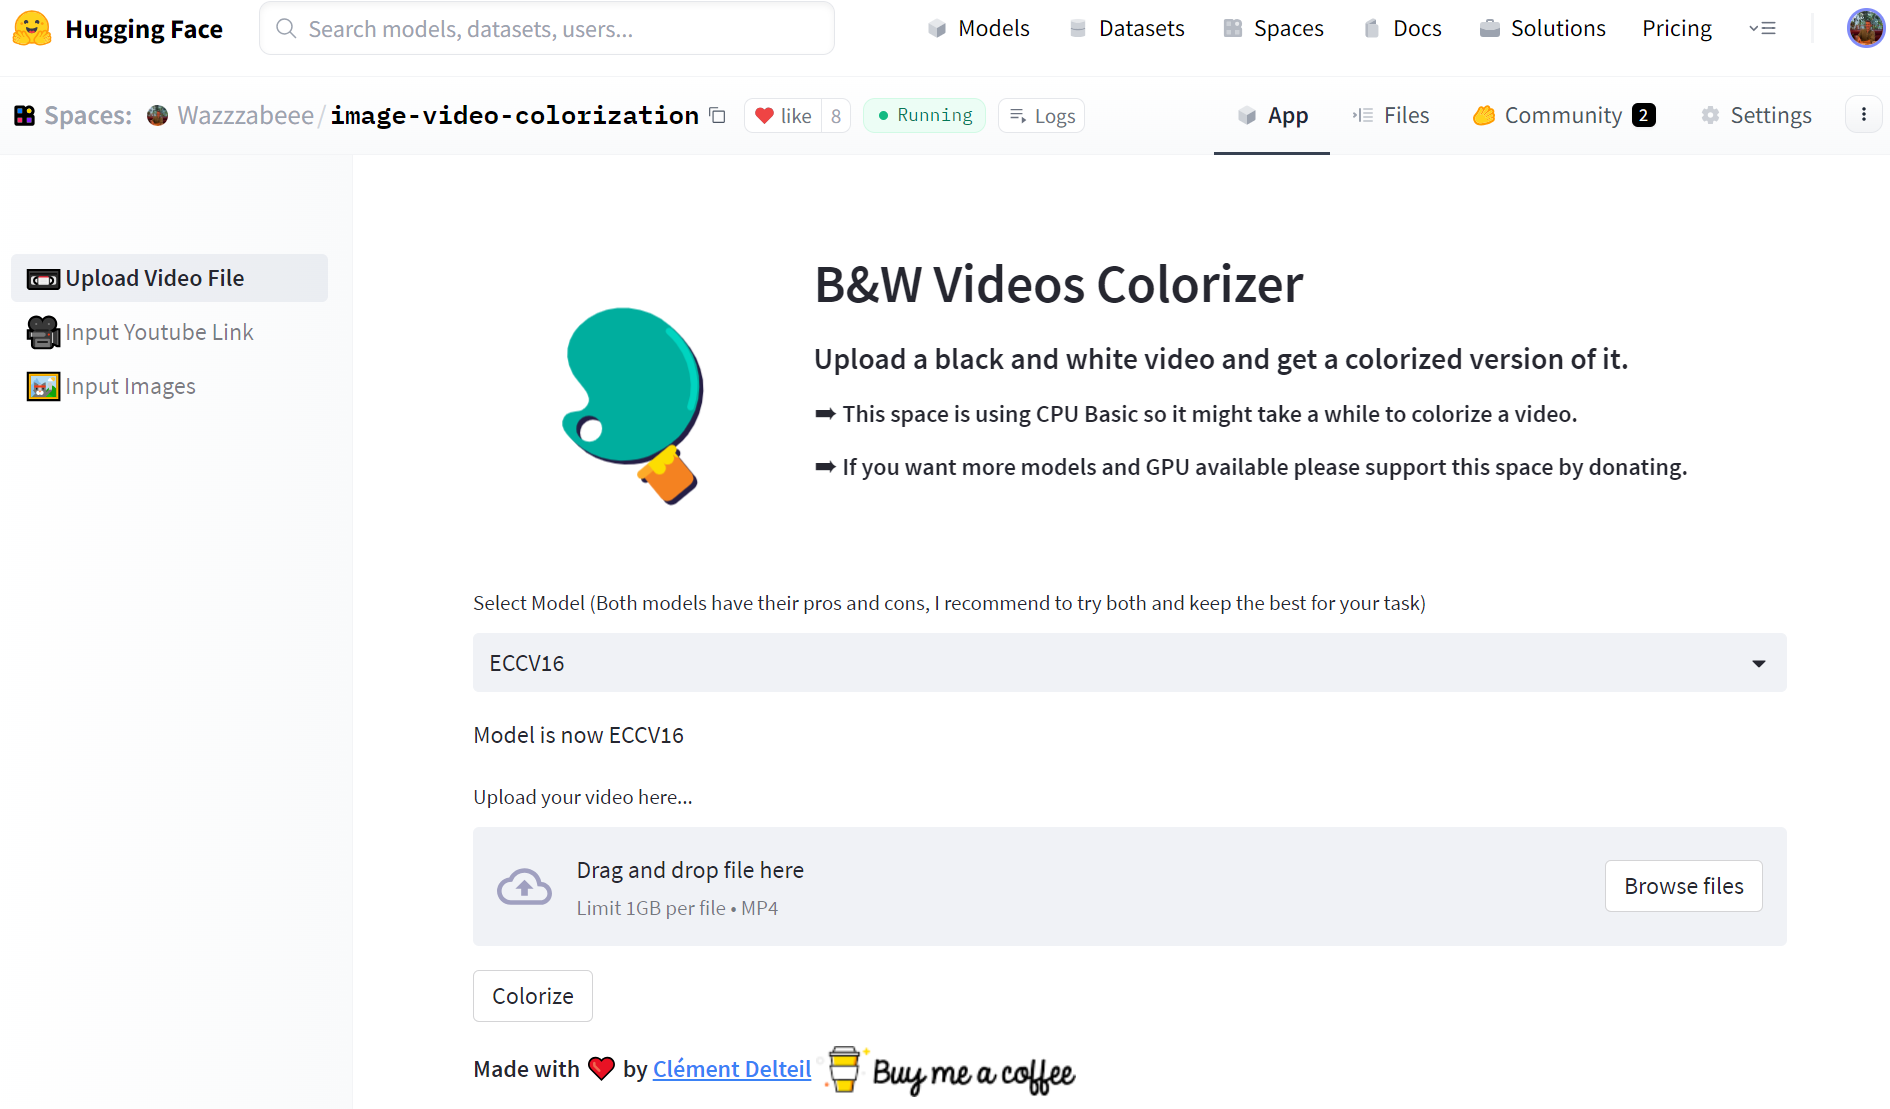 Hugging Face
Search models, datasets, users...
Models
Datasets
Spaces
Docs
Solutions
Pricing
Spaces:
Wazzzabeee/image-video-colorization
like 8
Running
Logs
App
Files
Community 2
Settings
Upload Video File
Input Youtube Link
Input Images
B&W Videos Colorizer
Upload a black and white video and get a colorized version of it.
➡ This space is using CPU Basic so it might take a while to colorize a video.
➡ If you want more models and GPU available please support this space by donating.
Select Model (Both models have their pros and cons, I recommend to try both and keep the best for your task)
ECCV16
Model is now ECCV16
Upload your video here...
Drag and drop file here
Limit 1GB per file • MP4
Browse files
Colorize
Made with ❤ by Clément Delteil
Buy me a coffee